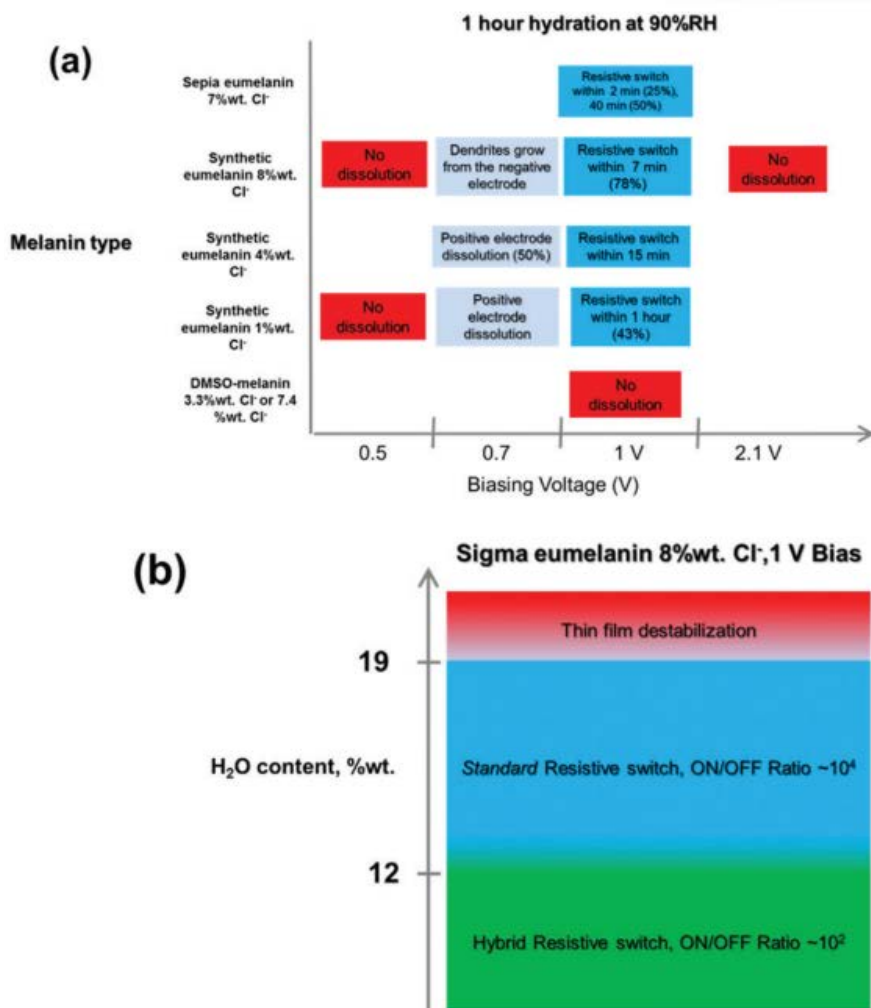 (a)
1 hour hydration at 90%RH
Sepia eumelanin
7%wt. Cl⁻
Resistive switch
within 2 min (25%),
40 min (50%)
Synthetic
eumelanin 8%wt.
Cl⁻
No
dissolution
Dendrites grow
from the negative
electrode
Resistive switch
within 7 min
(78%)
No
dissolution
Melanin type
Synthetic
eumelanin 4%wt.
Cl⁻
Positive electrode
dissolution (50%)
Resistive switch
within 15 min
Synthetic
eumelanin 1%wt.
Cl⁻
No
dissolution
Positive
electrode
dissolution
Resistive switch
within 1 hour
(43%)
DMSO-melanin
3.3%wt. Cl⁻ or 7.4
%wt. Cl⁻
No
dissolution
0.5
0.7
1 V
2.1 V
Biasing Voltage (V)
(b)
Sigma eumelanin 8%wt. Cl⁻,1 V Bias
Thin film destabilization
19
H₂O content, %wt.
Standard Resistive switch, ON/OFF Ratio ~10⁴
12
Hybrid Resistive switch, ON/OFF Ratio ~10²